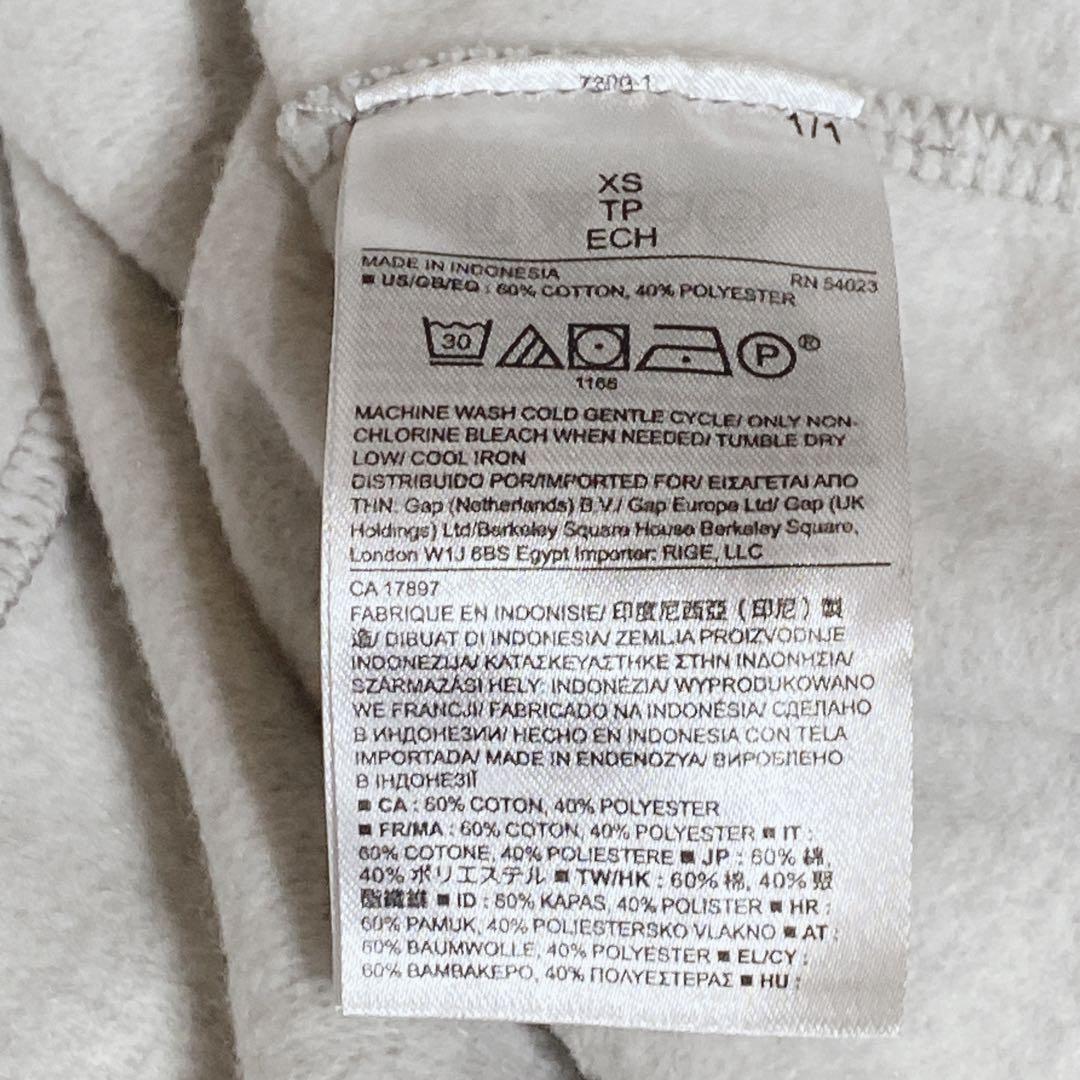 7309-1
1/1
XS
TP
ECH
MADE IN INDONESIA RN 54023
■ US/GB/EG : 60% COTTON, 40% POLYESTER
30 P ®
1166
MACHINE WASH COLD GENTLE CYCLE/ ONLY NON-
CHLORINE BLEACH WHEN NEEDED/ TUMBLE DRY
LOW/ COOL IRON
DISTRIBUIDO POR/IMPORTED FOR/ ΕΙΣΑΓΕΤΑΙ ΑΠΟ
ΤΗΝ: Gap (Netherlands) B.V./ Gap Europe Ltd/ Gap (UK
Holdings) Ltd/Berkeley Square House Berkeley Square,
London W1J 6BS Egypt Importer: RIGE, LLC
CA 17897
FABRIQUE EN INDONISIE/ 印度尼西亞（印尼）製
造/ DIBUAT DI INDONESIA/ ZEMLJA PROIZVODNJE
INDONEZIJA/ ΚΑΤΑΣΚΕΥΑΣΤΗΚΕ ΣΤΗΝ ΙΝΔΟΝΗΣΙΑ/
SZÁRMAZÁSI HELY: INDONÉZIA/ WYPRODUKOWANO
WE FRANCJI/ FABRICADO NA INDONÉSIA/ СДЕЛАНО
В ИНДОНЕЗИИ/ HECHO EN INDONESIA CON TELA
IMPORTADA/ MADE IN ENDENOZYA/ ВИРОБЛЕНО
В ІНДОНЕЗІЇ
■ CA : 60% COTON, 40% POLYESTER
■ FR/MA : 60% COTON, 40% POLYESTER ■ IT :
60% COTONE, 40% POLIESTERE ■ JP : 60% 綿,
40% ポリエステル ■ TW/HK : 60% 棉, 40% 聚
酯纖維 ■ ID : 60% KAPAS, 40% POLISTER ■ HR :
60% PAMUK, 40% POLIESTERSKO VLAKNO ■ AT :
60% BAUMWOLLE, 40% POLYESTER ■ EL/CY :
60% ΒΑΜΒΑΚΕΡΟ, 40% ΠΟΛΥΕΣΤΕΡΑΣ ■ HU :